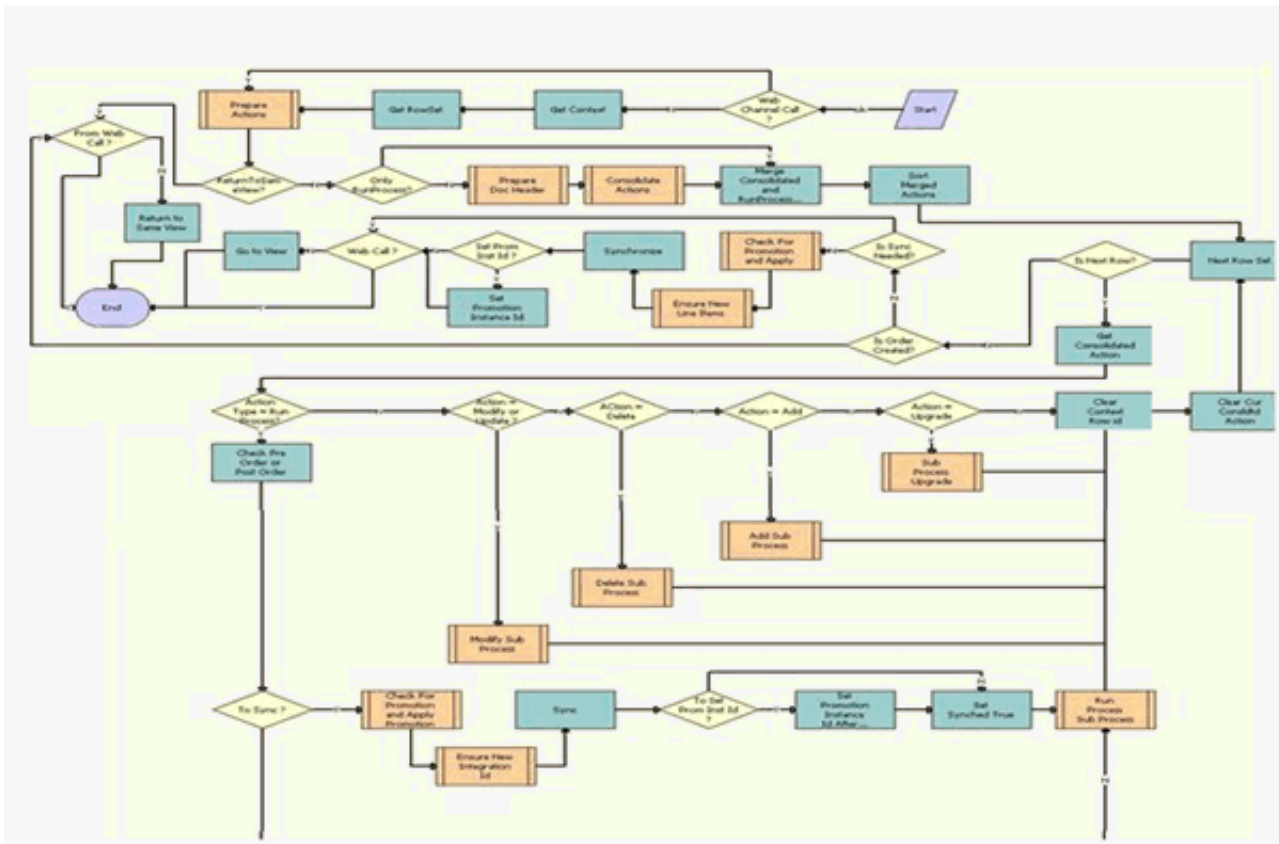 Prepare
Actions
Get RowSet
Get Context
Web
Channel Call
?
Start
From Web
Call ?
ReturnToSam
eView?
Only
RunProcess?
Prepare
Doc Header
Consolidate
Actions
Merge
Consolidated
and
RunProcess...
Sort
Merged
Actions
Return to
Same View
Go to View
Web Call ?
Set Prom
Inst Id ?
Synchronize
Check For
Promotion
and Apply
Is Sync
Needed?
Is Next Row?
Next Row Set
End
Set
Promotion
Instance Id
Ensure New
Line Items
Is Order
Created?
Get
Consolidated
Action
Action
Type = Run
Process?
Action =
Modify or
Update ?
ACtion =
Delete
Action = Add
Action =
Upgrade
Clear
Context
Row id
Clear Cur
Condltd
Action
Check Pre
Order or
Post Order
Sub
Process
Upgrade
Add Sub
Process
Delete Sub
Process
Modify Sub
Process
To Sync ?
Check For
Promotion
and Apply
Promotion
Sync
To Set
Prom Inst Id
?
Set
Promotion
Instance
Id After...
Set
Synched True
Run
Process
Sub Process
Ensure New
Integration
Id